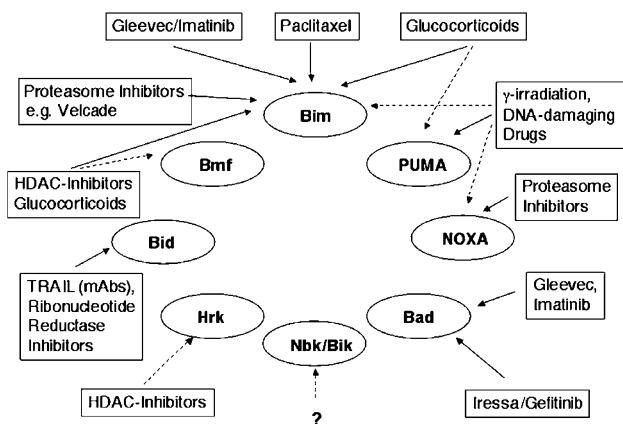 Gleevec/Imatinib
Paclitaxel
Glucocorticoids
Proteasome Inhibitors
e.g. Velcade
Bim
γ-irradiation,
DNA-damaging
Drugs
Bmf
PUMA
HDAC-Inhibitors
Glucocorticoids
Proteasome
Inhibitors
Bid
NOXA
TRAIL (mAbs),
Ribonucleotide
Reductase
Inhibitors
Gleevec,
Imatinib
Hrk
Bad
Nbk/Bik
HDAC-Inhibitors
Iressa/Gefitinib
?